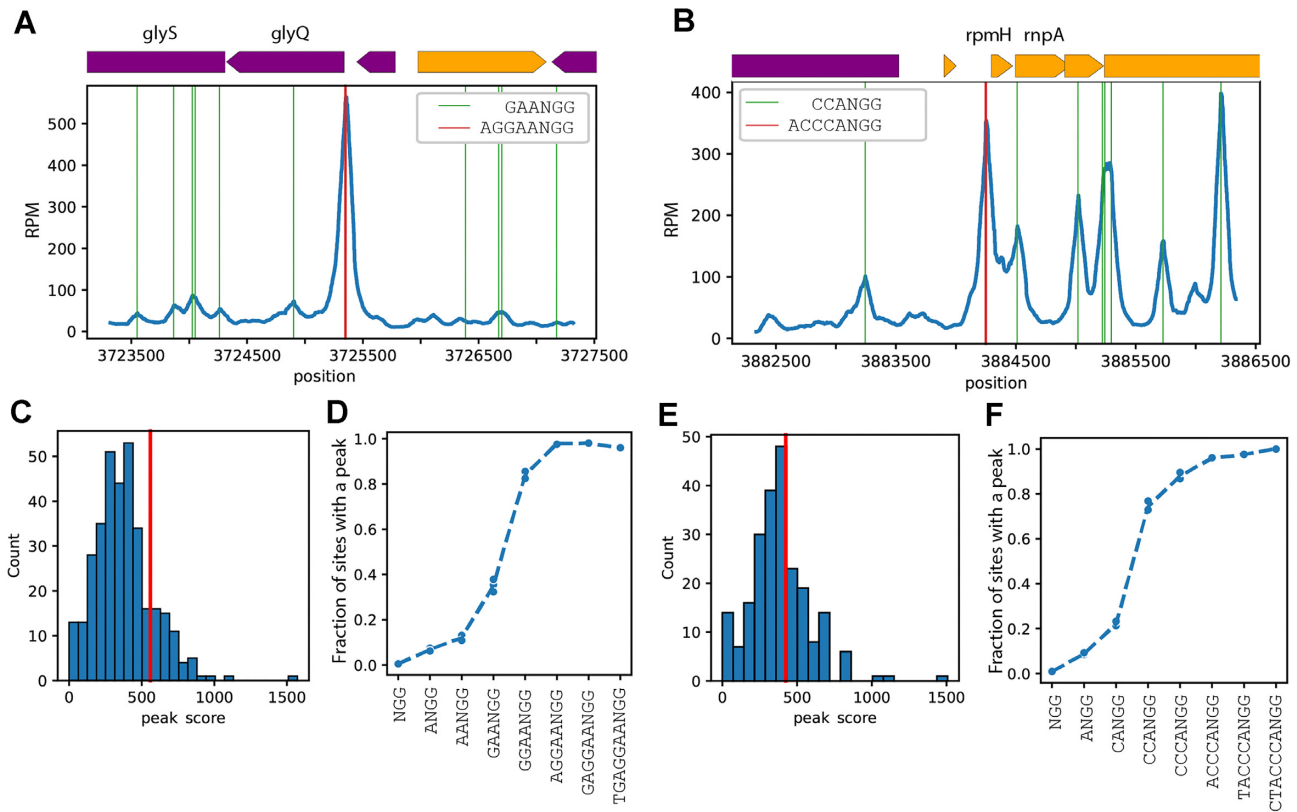 A
glyS
glyQ
GAANGG
AGGAANGG
RPM
500
400
300
200
100
0
3723500
3724500
3725500
3726500
3727500
position
B
rpmH
rnpA
CCANGG
ACCCANGG
RPM
400
300
200
100
0
3882500
3883500
3884500
3885500
3886500
position
C
Count
50
40
30
20
10
0
0
500
1000
1500
peak score
D
Fraction of sites with a peak
1.0
0.8
0.6
0.4
0.2
0.0
NGG
ANGG
AANGG
GAANGG
GGAANGG
AGGAANGG
GAGGAANGG
TGAGGAANGG
E
Count
50
40
30
20
10
0
0
500
1000
1500
peak score
F
Fraction of sites with a peak
1.0
0.8
0.6
0.4
0.2
0.0
NGG
ANGG
CANGG
CCANGG
CCCANGG
ACCCANGG
TACCCANGG
CTACCCANGG